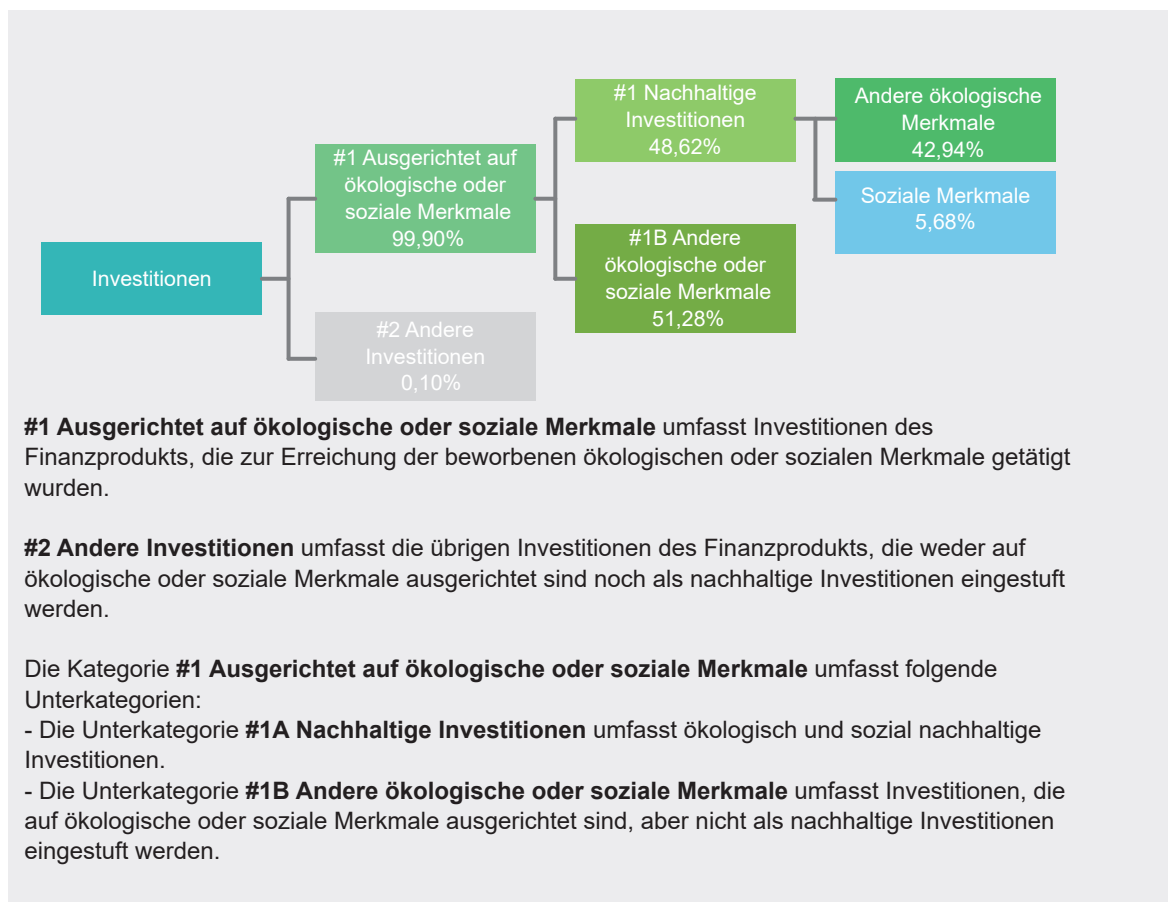 #1 Nachhaltige
Investitionen
48,62%
Andere ökologische
Merkmale
42,94%
#1 Ausgerichtet auf
ökologische oder
soziale Merkmale
99,90%
Soziale Merkmale
5,68%
#1B Andere
ökologische oder
soziale Merkmale
51,28%
Investitionen
#2 Andere
Investitionen
0,10%
#1 Ausgerichtet auf ökologische oder soziale Merkmale umfasst Investitionen des
Finanzprodukts, die zur Erreichung der beworbenen ökologischen oder sozialen Merkmale getätigt
wurden.
#2 Andere Investitionen umfasst die übrigen Investitionen des Finanzprodukts, die weder auf
ökologische oder soziale Merkmale ausgerichtet sind noch als nachhaltige Investitionen eingestuft
werden.
Die Kategorie #1 Ausgerichtet auf ökologische oder soziale Merkmale umfasst folgende
Unterkategorien:
- Die Unterkategorie #1A Nachhaltige Investitionen umfasst ökologisch und sozial nachhaltige
Investitionen.
- Die Unterkategorie #1B Andere ökologische oder soziale Merkmale umfasst Investitionen, die
auf ökologische oder soziale Merkmale ausgerichtet sind, aber nicht als nachhaltige Investitionen
eingestuft werden.